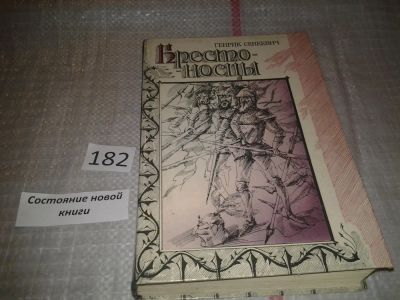 ГЕНРИК СЕНКЕВИЧ
Кресто-
-носцы
182
Состояние новой
книги